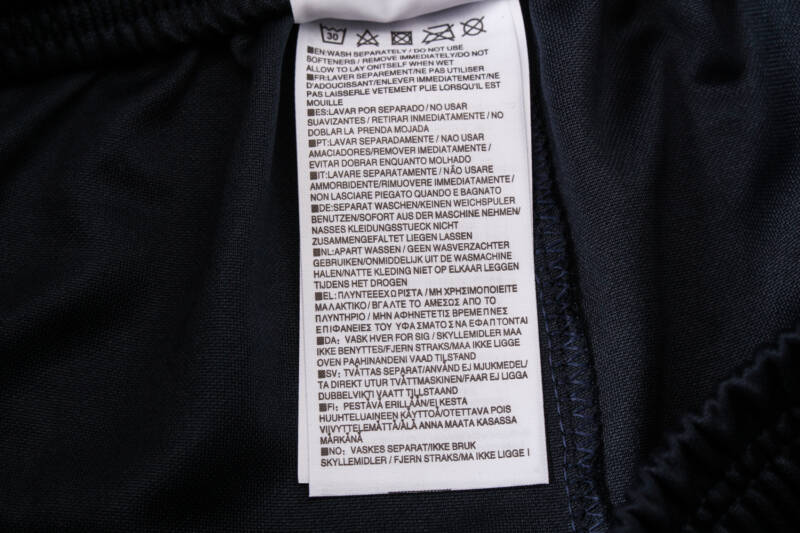 30
EN:WASH SEPARATELY / DO NOT USE
SOFTENERS / REMOVE IMMEDIATELY / DO NOT
ALLOW TO LAY ONITSELF WHEN WET
FR:LAVER SEPAREMENT/NE PAS UTILISER
D'ADOUCISSANT/ENLEVER IMMEDIATEMENT/NE
PAS LAISSERLE VETEMENT PLIE LORSQU'IL EST
MOUILLE
ES:LAVAR POR SEPARADO / NO USAR
SUAVIZANTES / RETIRAR INMEDIATAMENTE / NO
DOBLAR LA PRENDA MOJADA
PT:LAVAR SEPARADAMENTE / NAO USAR
AMACIADORES/REMOVER IMEDIATAMENTE /
EVITAR DOBRAR ENQUANTO MOLHADO
IT:LAVARE SEPARATAMENTE / NÃO USARE
AMMORBIDENTE/RIMUOVERE IMMEDIATAMENTE /
NON LASCIARE PIEGATO QUANDO E BAGNATO
DE:SEPARAT WASCHEN/KEINEN WEICHSPULER
BENUTZEN/SOFORT AUS DER MASCHINE NEHMEN/
NASSES KLEIDUNGSSTUECK NICHT
ZUSAMMENGEFALTET LIEGEN LASSEN
NL:APART WASSEN / GEEN WASVERZACHTER
GEBRUIKEN/ONMIDDELIJK UIT DE WASMACHINE
HALEN/NATTE KLEDING NIET OP ELKAAR LEGGEN
TIJDENS HET DROGEN
EL:ΠΛΥΝΤΕΕΕΧΩΡΙΣΤΑ / ΜΗ ΧΡΗΣΙΜΟΠΟΙΕΙΤΕ
ΜΑΛΑΚΤΙΚΟ / ΒΓΑΛΤΕ ΤΟ ΑΜΕΣΩΣ ΑΠΟ ΤΟ
ΠΛΥΝΤΗΡΙΟ / ΜΗΝ ΑΦΗΝΕΤΕΤΙΣ ΒΡΕΜΕΠΝΕΣ
ΕΠΙΦΑΝΕΙΕΣ ΤΟΥ ΥΦΑΣΜΑΤΟΣ ΝΑ ΕΦΑΠΤΟΝΤΑΙ
DA: VASK HVER FOR SIG / SKYLLEMIDLER MAA
IKKE BENYTTES/FJERN STRAKS/MA IKKE LIGGE
OVEN PAAHINANDENI VAAD TILSTAND
SV: TVÄTTAS SEPARAT/ANVÄND EJ MJUKMEDEL/
TA DIREKT UTUR TVÄTTMASKINEN/FAAR EJ LIGGA
DUBBELVIKTI VAATT TILLSTAAND
FI: PESTÄVÄ ERILLÄÄN/EI KESTA
HUUHTELUAINEEN KÄYTTÖÄ/OTETTAVA POIS
VIIVYTTELEMÄTTÄ/ÄLÄ ANNA MAATA KASASSA
MÄRKÄNÄ
NO: VASKES SEPARAT/IKKE BRUK
SKYLLEMIDLER / FJERN STRAKS/MA IKKE LIGGE I